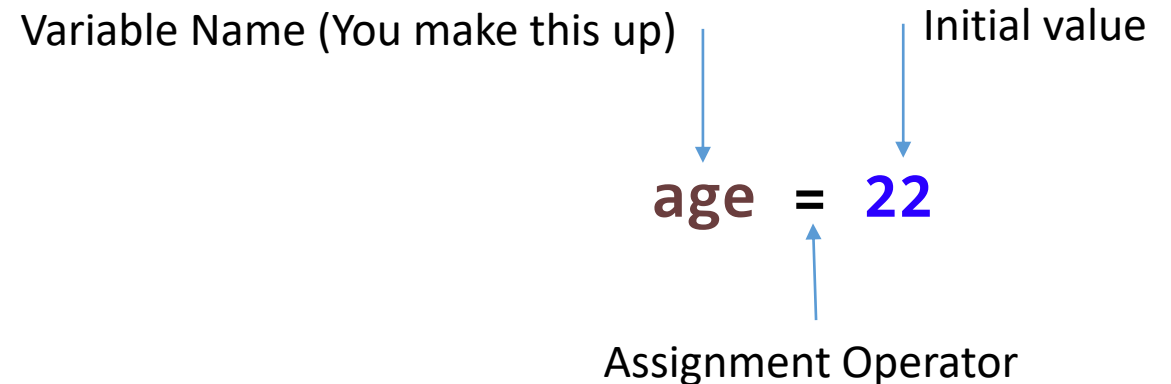 Variable Name (You make this up)
Initial value
age = 22
Assignment Operator